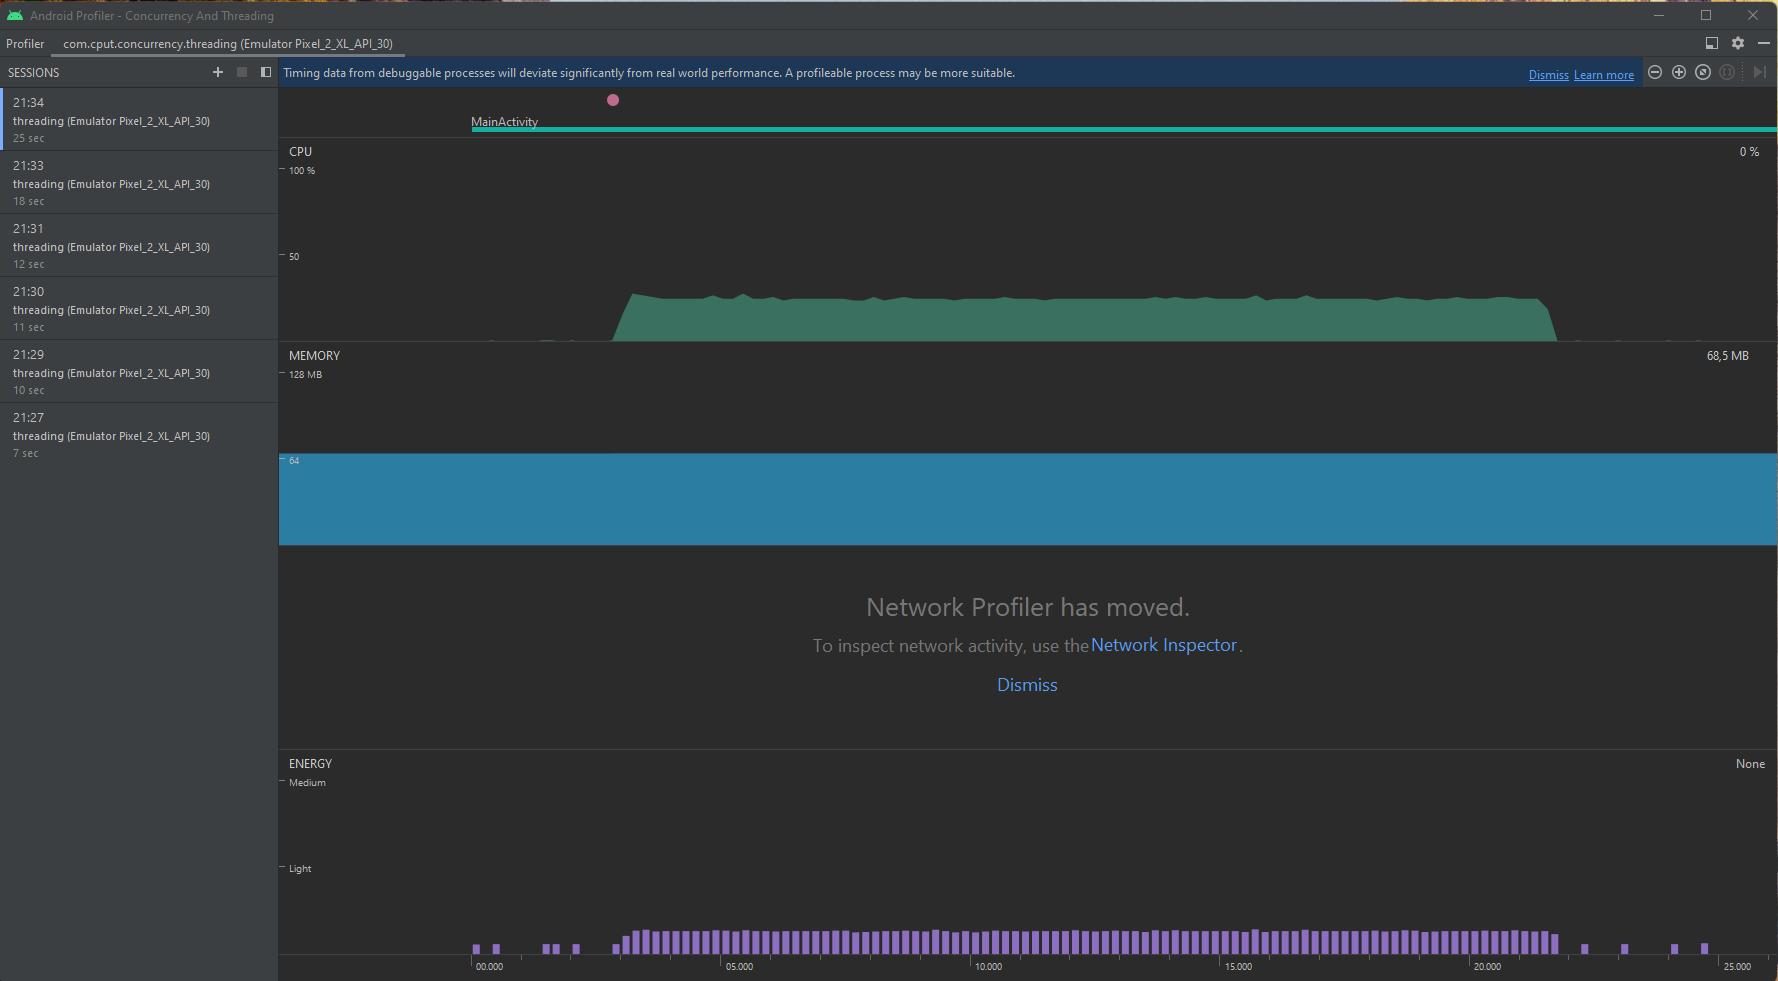 Android Profiler - Concurrency And Threading
Profiler com.cput.concurrency.threading (Emulator Pixel_2_XL_API_30)
SESSIONS
Timing data from debuggable processes will deviate significantly from real world performance. A profileable process may be more suitable.
Dismiss Learn more
21:34
threading (Emulator Pixel_2_XL_API_30)
25 sec
21:33
threading (Emulator Pixel_2_XL_API_30)
18 sec
21:31
threading (Emulator Pixel_2_XL_API_30)
12 sec
21:30
threading (Emulator Pixel_2_XL_API_30)
11 sec
21:29
threading (Emulator Pixel_2_XL_API_30)
10 sec
21:27
threading (Emulator Pixel_2_XL_API_30)
7 sec
MainActivity
CPU 0 %
100 %
50
MEMORY 68,5 MB
128 MB
64
Network Profiler has moved.
To inspect network activity, use the Network Inspector.
Dismiss
ENERGY None
Medium
Light
00.000 05.000 10.000 15.000 20.000 25.000